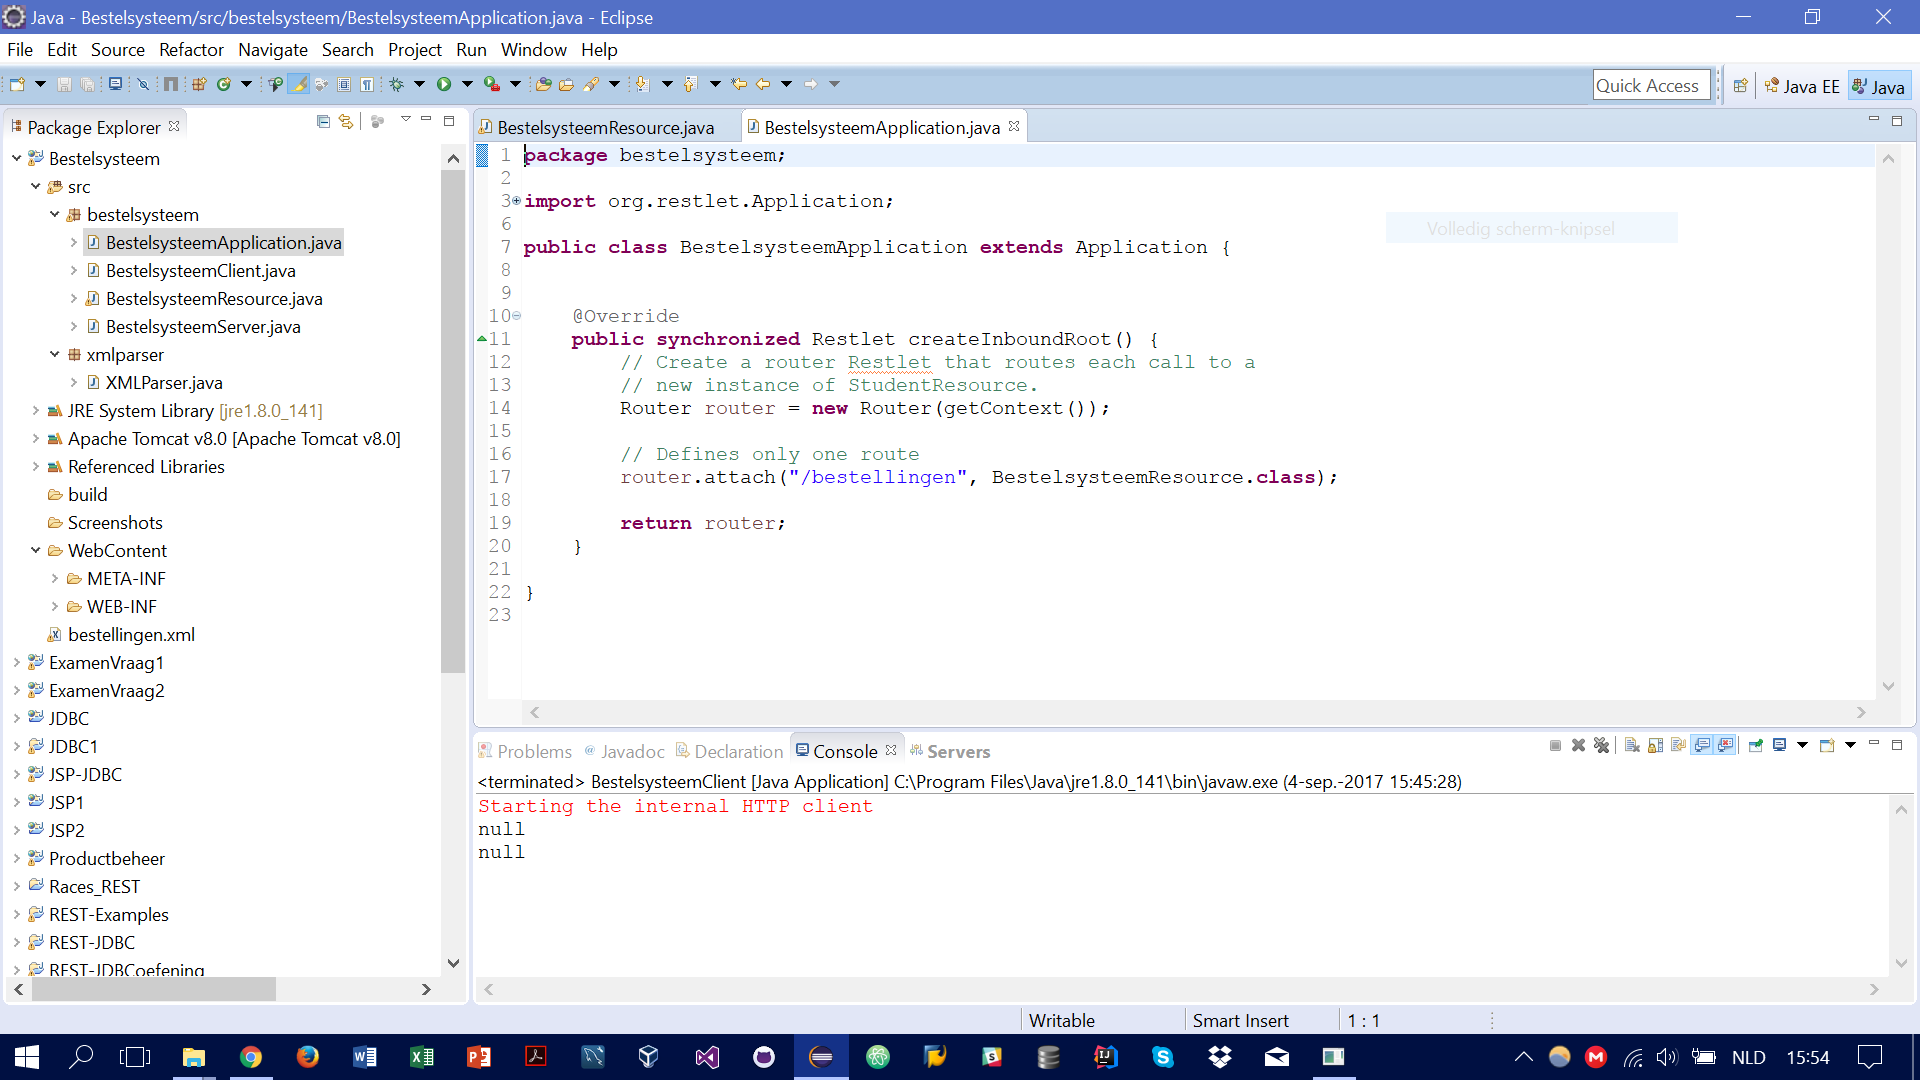 Java - Bestelsysteem/src/bestelsysteem/BestelsysteemApplication.java - Eclipse
File Edit Source Refactor Navigate Search Project Run Window Help
Quick Access
Java EE
Java
Package Explorer
Bestelsysteem
src
bestelsysteem
BestelsysteemApplication.java
BestelsysteemClient.java
BestelsysteemResource.java
BestelsysteemServer.java
xmlparser
XMLParser.java
JRE System Library [jre1.8.0_141]
Apache Tomcat v8.0 [Apache Tomcat v8.0]
Referenced Libraries
build
Screenshots
WebContent
META-INF
WEB-INF
bestellingen.xml
ExamenVraag1
ExamenVraag2
JDBC
JDBC1
JSP-JDBC
JSP1
JSP2
Productbeheer
Races_REST
REST-Examples
REST-JDBC
REST-JDBCoefening
BestelsysteemResource.java
BestelsysteemApplication.java
1 package bestelsysteem;
2
3 import org.restlet.Application;
6
7 public class BestelsysteemApplication extends Application {
8
9
10 @Override
11 public synchronized Restlet createInboundRoot() {
12 // Create a router Restlet that routes each call to a
13 // new instance of StudentResource.
14 Router router = new Router(getContext());
15
16 // Defines only one route
17 router.attach("/bestellingen", BestelsysteemResource.class);
18
19 return router;
20 }
21
22 }
23
Volledig scherm-knipsel
Problems @ Javadoc Declaration Console Servers
<terminated> BestelsysteemClient [Java Application] C:\Program Files\Java\jre1.8.0_141\bin\javaw.exe (4-sep.-2017 15:45:28)
Starting the internal HTTP client
null
null
Writable
Smart Insert
1 : 1
NLD
15:54